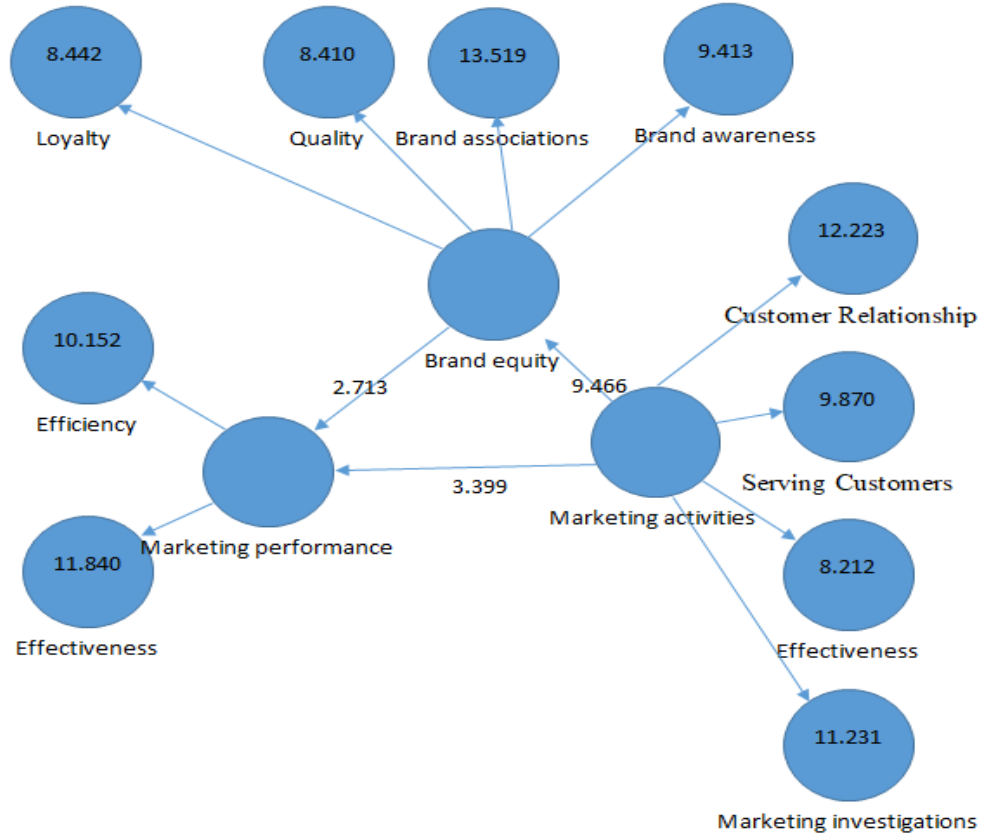 8.442
8.410
13.519
9.413
Loyalty
Quality
Brand associations
Brand awareness
12.223
Customer Relationship
10.152
Efficiency
Brand equity
2.713
9.466
9.870
Serving Customers
3.399
Marketing activities
Marketing performance
11.840
Effectiveness
8.212
Effectiveness
11.231
Marketing investigations